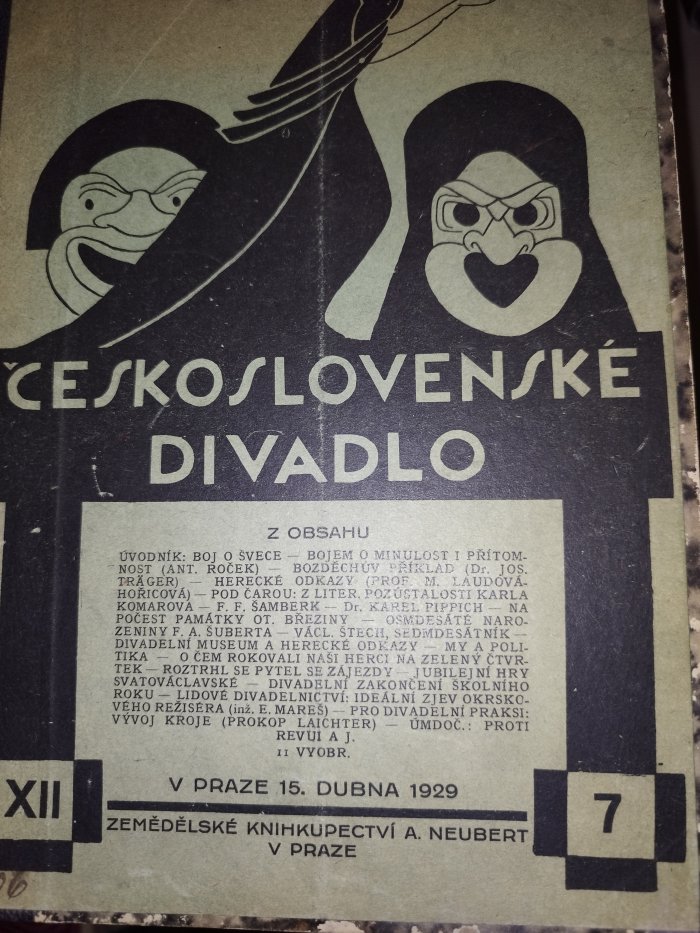 ČESKOSLOVENSKÉ
DIVADLO
Z OBSAHU
ÚVODNÍK: BOJ O ŠVECE — BOJEM O MINULOST I PŘÍTOM-
NOST (ANT. ROČEK) — BOZDĚCHŮV PŘÍKLAD (Dr. JOS.
TRÄGER) — HERECKÉ ODKAZY (PROF. M. LAUDOVÁ-
HOŘICOVÁ) — POD ČAROU: Z LITER. POZŮSTALOSTI KARLA
KOMAROVA — F. F. ŠAMBERK — Dr. KAREL PIPPICH — NA
POČEST PAMÁTKY OT. BŘEZINY — OSMDESÁTÉ NARO-
ZENINY F. A. ŠUBERTA — VÁCL. ŠTECH, SEDMDESÁTNÍK —
DIVADELNÍ MUSEUM A HERECKÉ ODKAZY — MY A POLI-
TIKA — O ČEM ROKOVALI NAŠI HERCI NA ZELENÝ ČTVR-
TEK — ROZTRHL SE PYTEL SE ZÁJEZDY — JUBILEJNÍ HRY
SVATOVÁCLAVSKÉ — DIVADELNÍ ZAKONČENÍ ŠKOLNÍHO
ROKU — LIDOVÉ DIVADELNICTVÍ: IDEÁLNÍ ZJEV OKRSKO-
VÉHO REŽISÉRA (inž. E. MAREŠ) — PRO DIVADELNÍ PRAKSI:
VÝVOJ KROJE (PROKOP LAICHTER) — ÚMDOČ.: PROTI
REVUI A J.
11 VYOBR.
V PRAZE 15. DUBNA 1929
XII
7
ZEMĚDĚLSKÉ KNIHKUPECTVÍ A. NEUBERT
V PRAZE